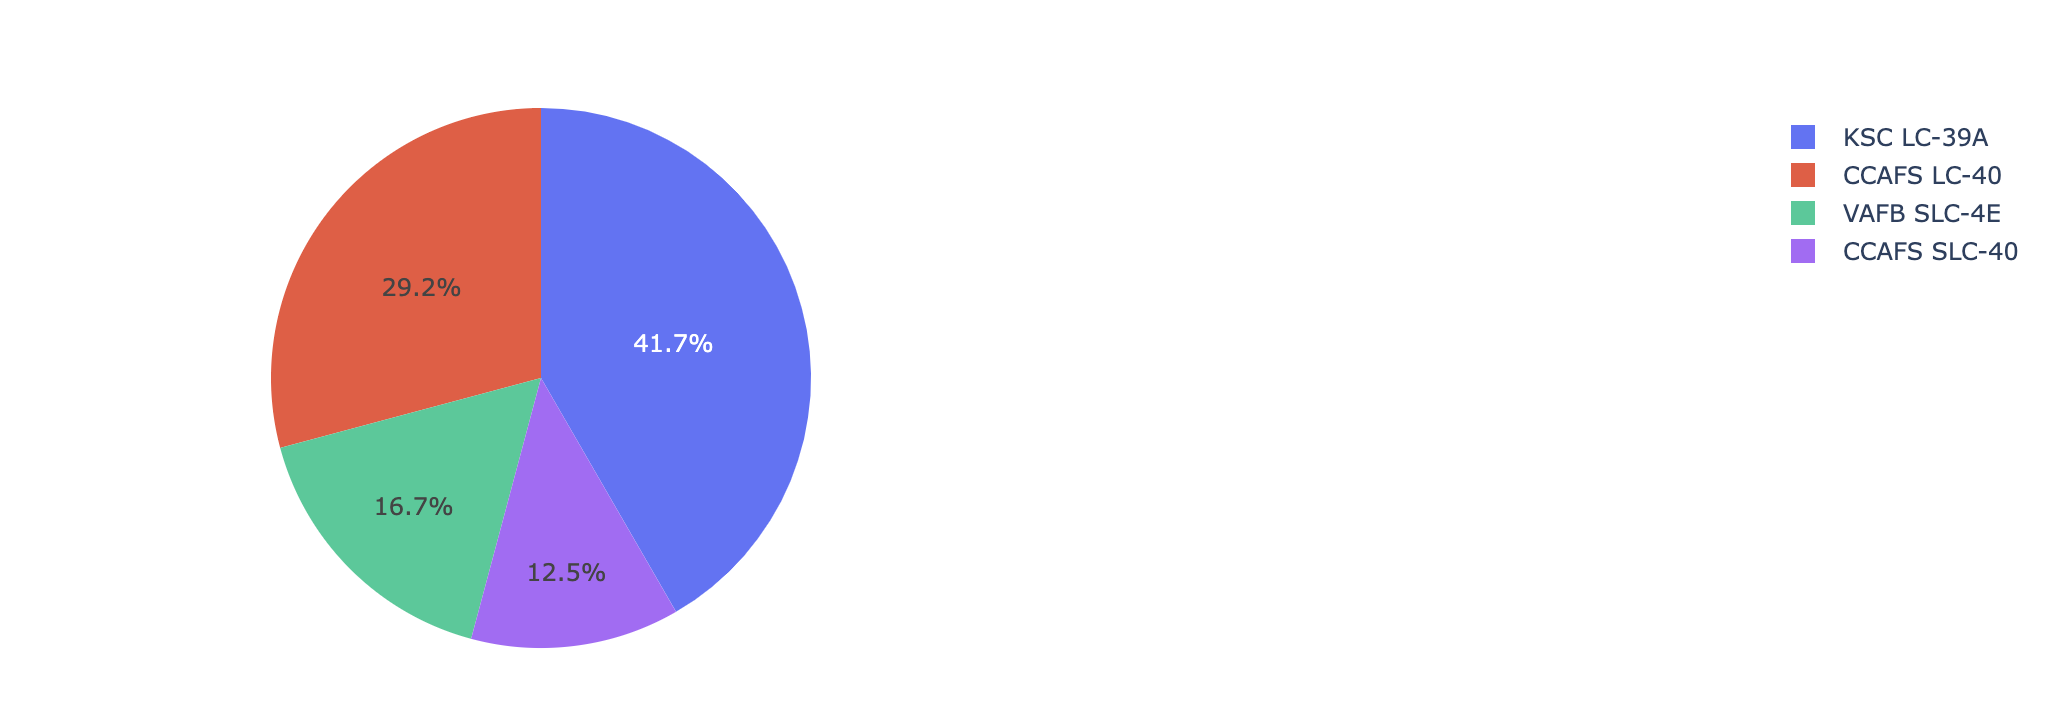 KSC LC-39A
CCAFS LC-40
VAFB SLC-4E
CCAFS SLC-40
29.2%
41.7%
16.7%
12.5%